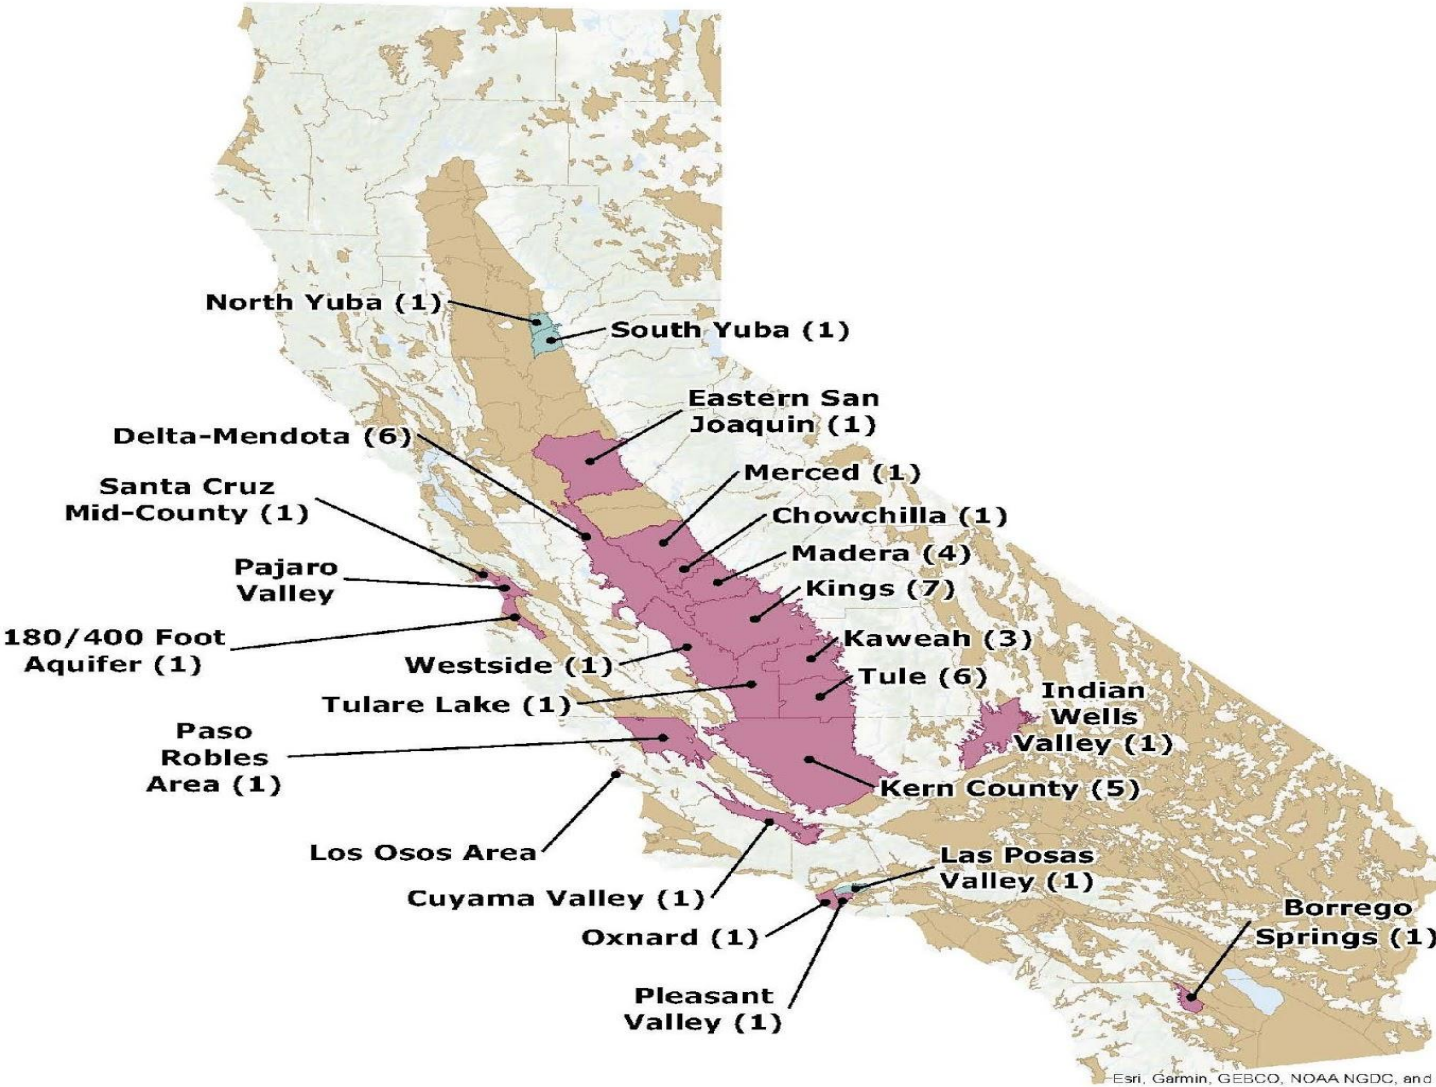 North Yuba (1)
South Yuba (1)
Eastern San
Joaquin (1)
Delta-Mendota (6)
Merced (1)
Santa Cruz
Mid-County (1)
Chowchilla (1)
Madera (4)
Pajaro
Valley
Kings (7)
180/400 Foot
Aquifer (1)
Kaweah (3)
Westside (1)
Tule (6)
Tulare Lake (1)
Indian
Wells
Valley (1)
Paso
Robles
Area (1)
Kern County (5)
Los Osos Area
Las Posas
Valley (1)
Cuyama Valley (1)
Borrego
Springs (1)
Oxnard (1)
Pleasant
Valley (1)
Esri, Garmin, GEBCO, NOAA NGDC, and